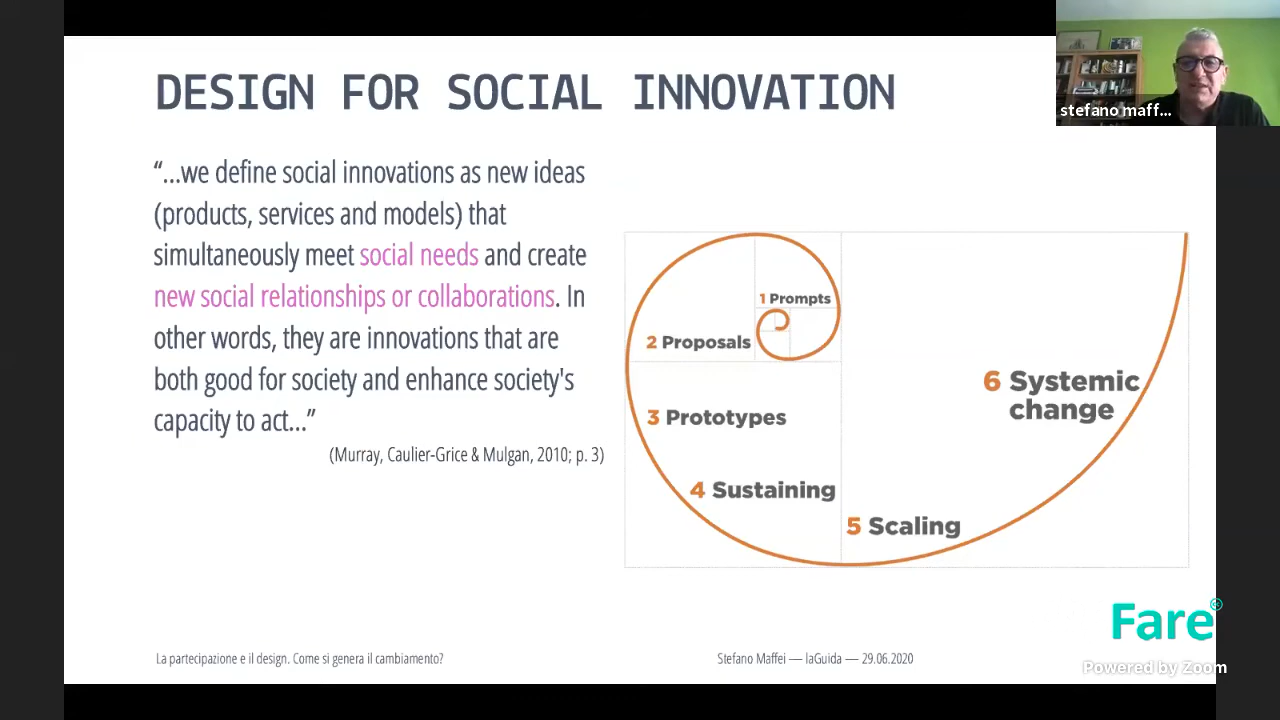 DESIGN FOR SOCIAL INNOVATION
stefano maff...
“...we define social innovations as new ideas
(products, services and models) that
simultaneously meet social needs and create
new social relationships or collaborations. In
other words, they are innovations that are
both good for society and enhance society's
capacity to act...”
(Murray, Caulier-Grice & Mulgan, 2010; p. 3)
1 Prompts
2 Proposals
3 Prototypes
4 Sustaining
5 Scaling
6 Systemic
change
Fare
Powered by Zoom
La partecipazione e il design. Come si genera il cambiamento?
Stefano Maffei — laGuida — 29.06.2020